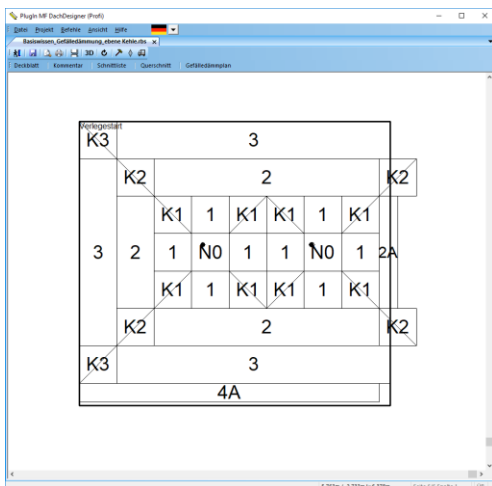 PlugIn MF DachDesigner (Profi)
Datei Projekt Befehle Ansicht Hilfe
Basiswissen_Gefälledämmung_ebene Kehle.rbs x
3D
Deckblatt Kommentar Schnittliste Querschnitt Gefälledämmplan
Verlegestart
K3 3
K2 2 K2
K1 1 K1 K1 1 K1
3 2 1 N0 1 1 N0 1 2A
K1 1 K1 K1 1 K1
K2 2 K2
K3 3
4A